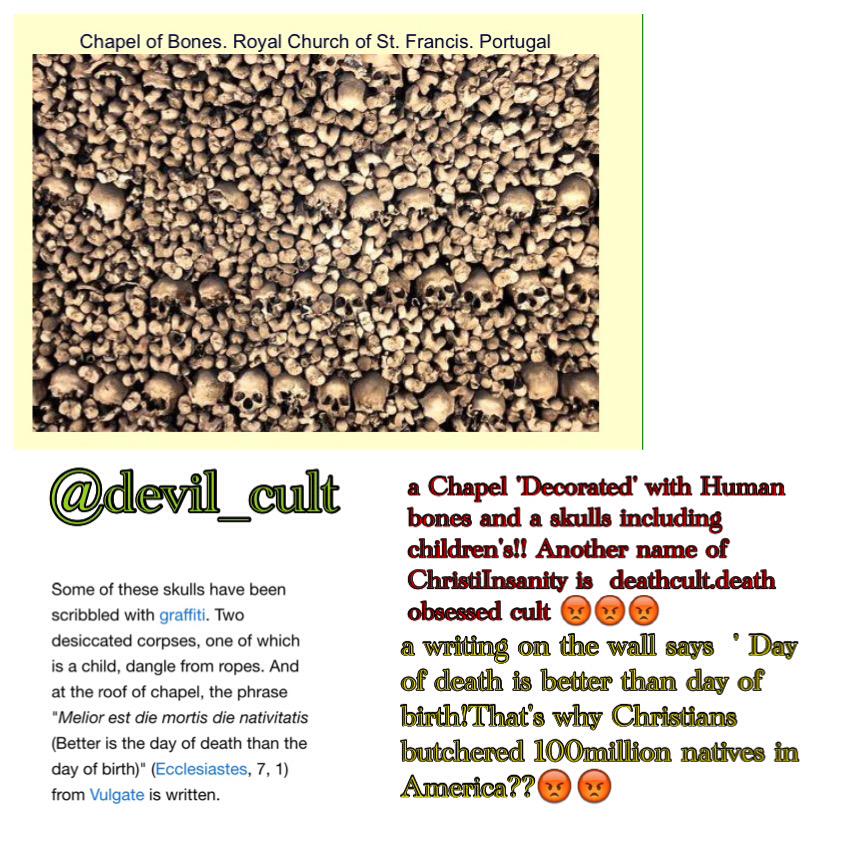 Chapel of Bones. Royal Church of St. Francis. Portugal
@devil_cult
Some of these skulls have been
scribbled with graffiti. Two
desiccated corpses, one of which
is a child, dangle from ropes. And
at the roof of chapel, the phrase
"Melior est die mortis die nativitatis
(Better is the day of death than the
day of birth)" (Ecclesiastes, 7, 1)
from Vulgate is written.
a Chapel 'Decorated' with Human
bones and a skulls including
children's!! Another name of
ChristiInsanity is deathcult.death
obsessed cult 😡😡😡
a writing on the wall says ' Day
of death is better than day of
birth!That's why Christians
butchered 100million natives in
America??😡😡